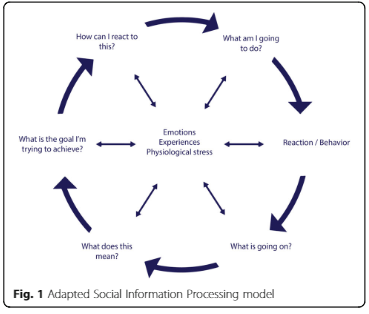 How can I react to
this?
What am I going
to do?
What is the goal I'm
trying to achieve?
Emotions
Experiences
Physiological stress
Reaction / Behavior
What does this
mean?
What is going on?
Fig. 1 Adapted Social Information Processing model